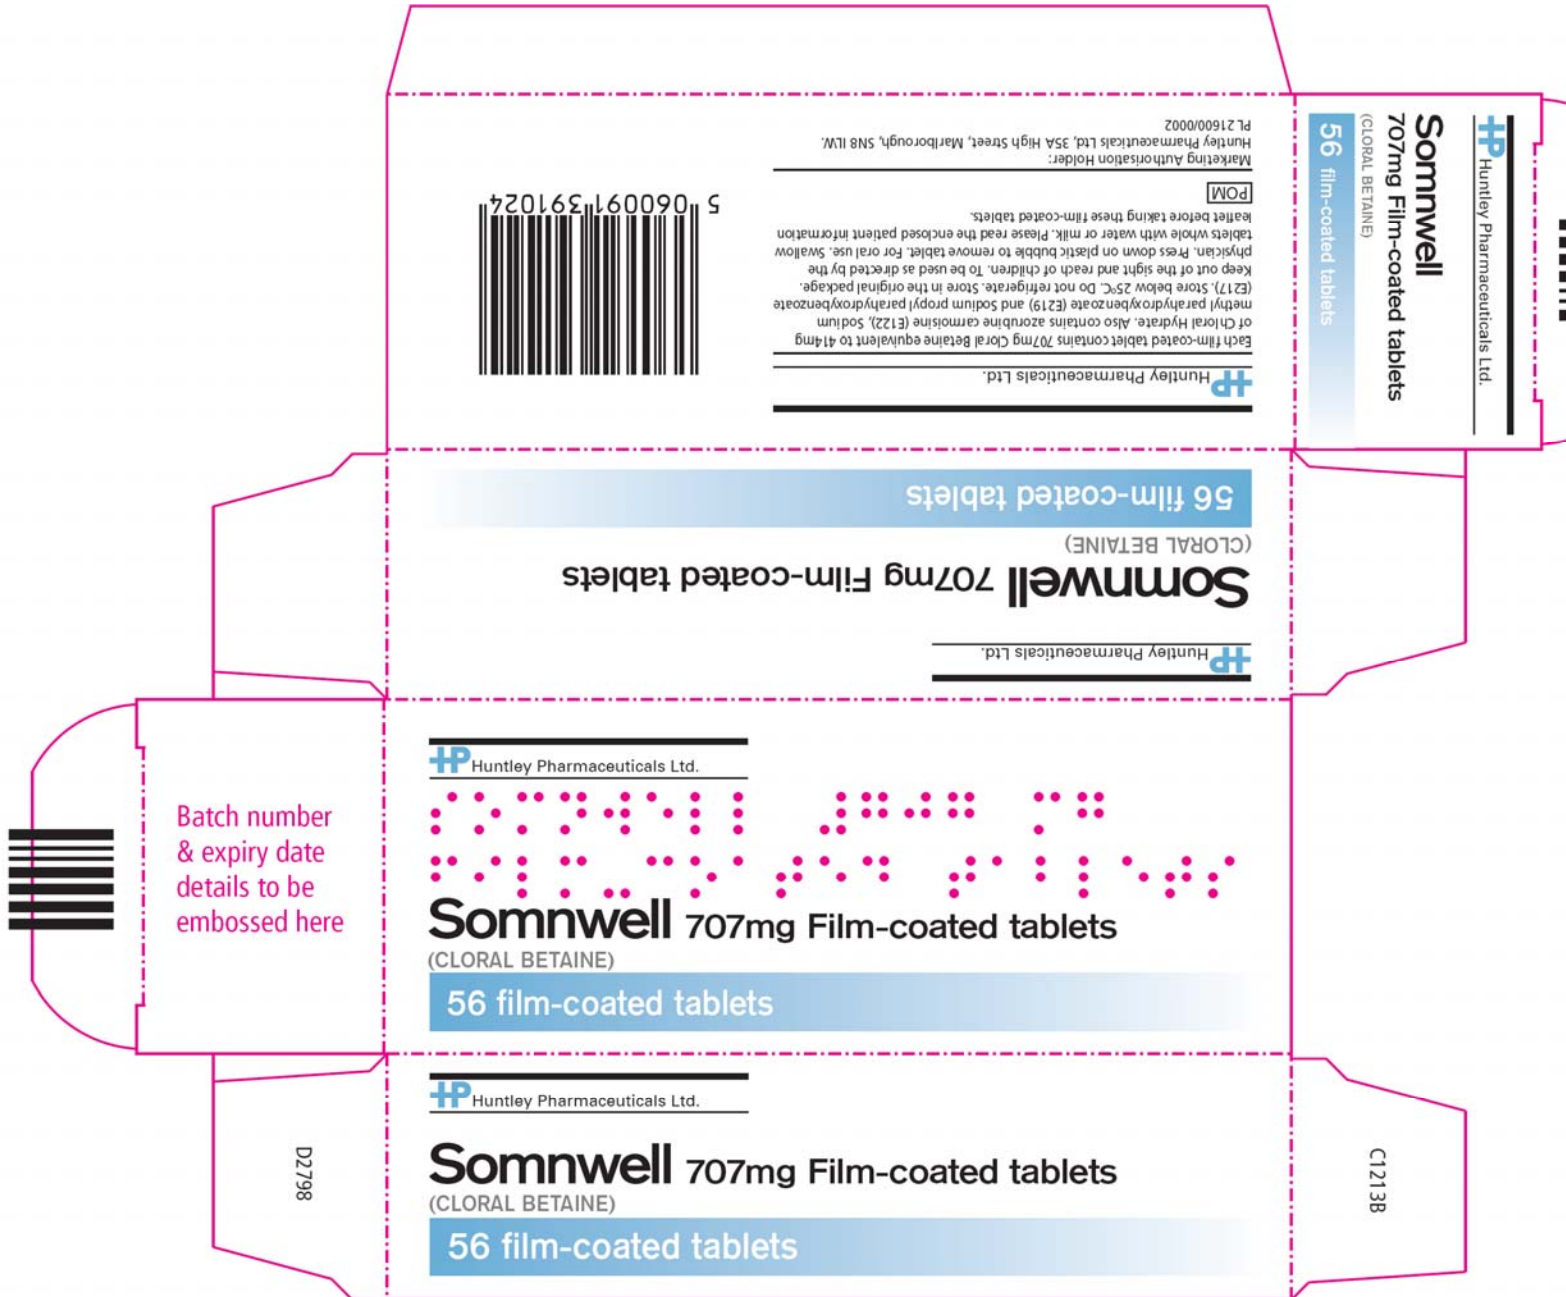 Marketing Authorisation Holder:
Huntley Pharmaceuticals Ltd, 35A High Street, Marlborough, SN8 ILW.
PL 21600/0002
POM
Each film-coated tablet contains 707mg Cloral Betaine equivalent to 414mg
of Chloral Hydrate. Also contains azorubine carmoisine (E122), Sodium
methyl parahydroxybenzoate (E219) and Sodium propyl parahydroxybenzoate
(E217). Store below 25°C. Do not refrigerate. Store in the original package.
Keep out of the sight and reach of children. To be used as directed by the
physician. Press down on plastic bubble to remove tablet. For oral use. Swallow
tablets whole with water or milk. Please read the enclosed patient information
leaflet before taking these film-coated tablets.
Huntley Pharmaceuticals Ltd.
5 060091 391024
HP Huntley Pharmaceuticals Ltd.
Somnwell
707mg Film-coated tablets
(CLORAL BETAINE)
56 film-coated tablets
HP Huntley Pharmaceuticals Ltd.
Somnwell 707mg Film-coated tablets
(CLORAL BETAINE)
56 film-coated tablets
Batch number
& expiry date
details to be
embossed here
HP Huntley Pharmaceuticals Ltd.
Somnwell 707mg Film-coated tablets
(CLORAL BETAINE)
56 film-coated tablets
HP Huntley Pharmaceuticals Ltd.
Somnwell 707mg Film-coated tablets
(CLORAL BETAINE)
56 film-coated tablets
D2798
C1213B